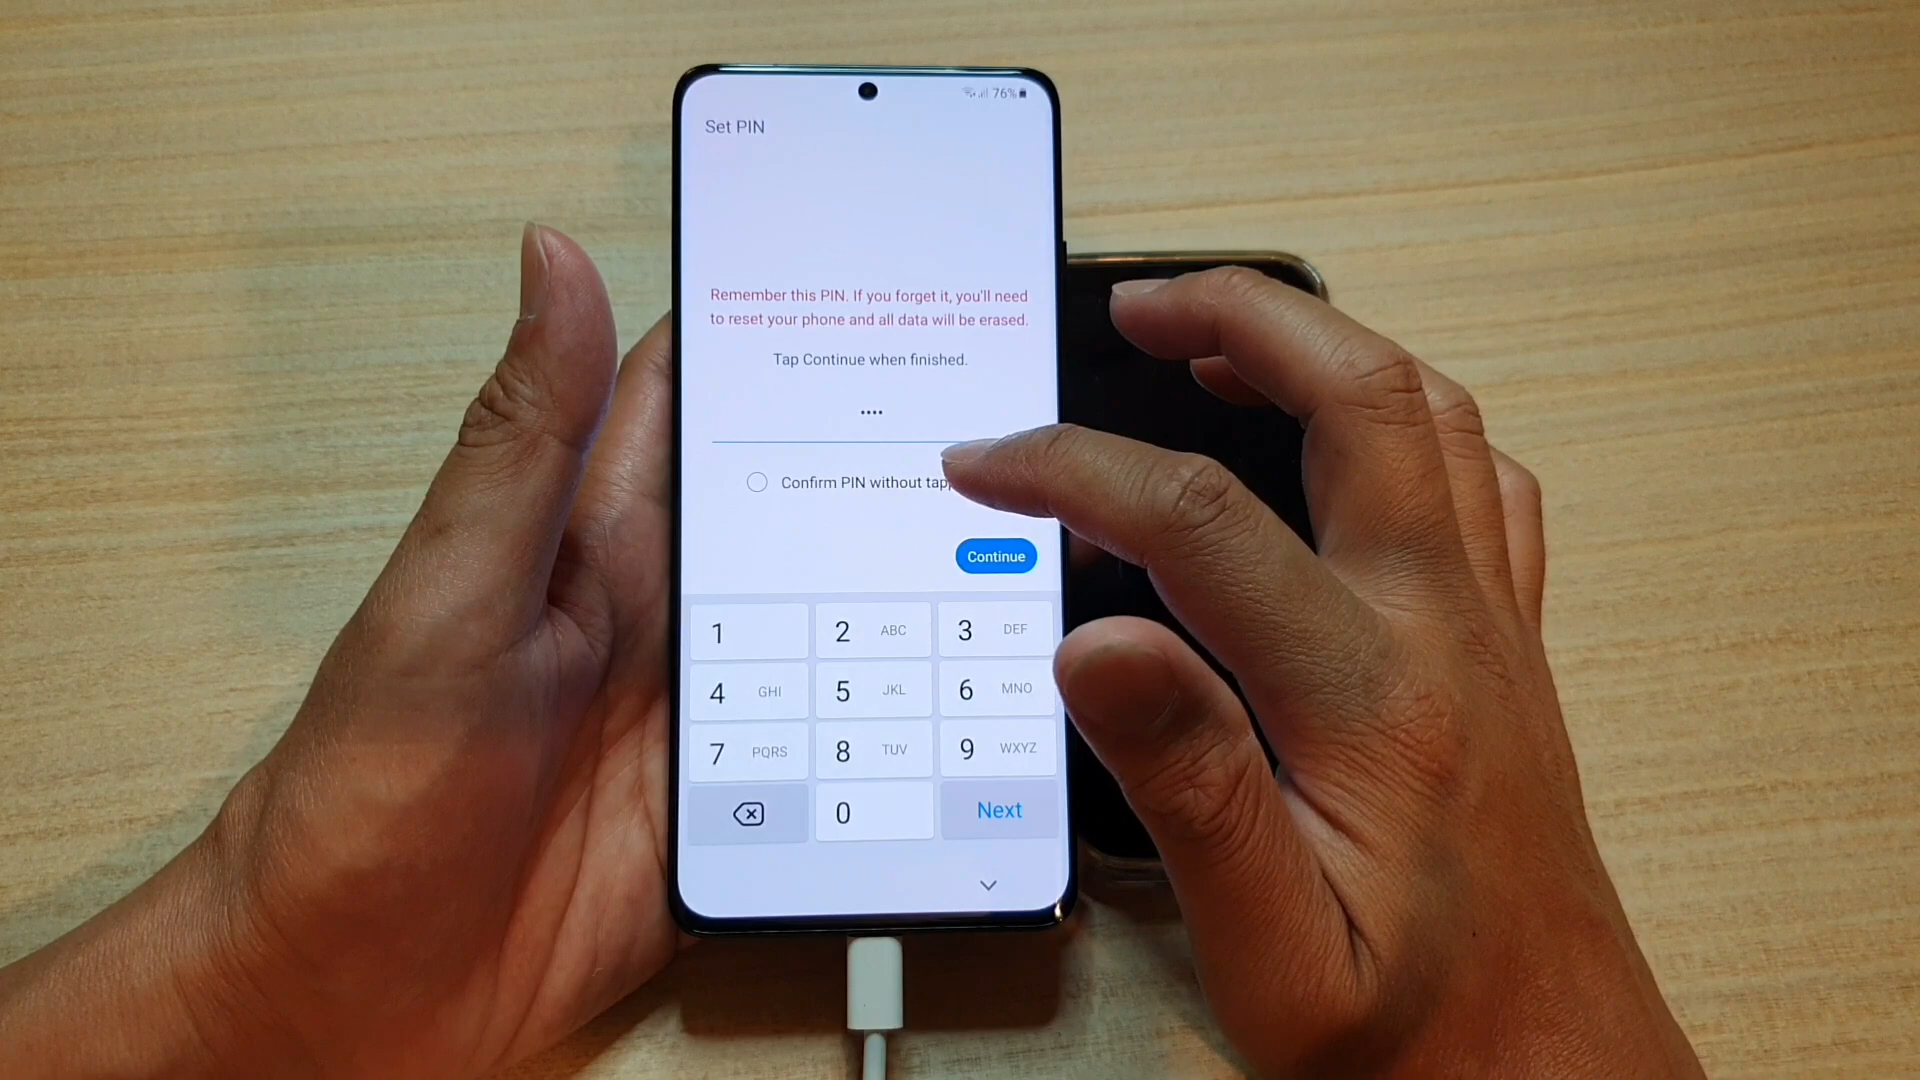 76%
Set PIN
Remember this PIN. If you forget it, you'll need
to reset your phone and all data will be erased.
Tap Continue when finished.
••••
Confirm PIN without
Continue
1
2 ABC
3 DEF
4 GHI
5 JKL
6 MNO
7 PQRS
8 TUV
9 WXYZ
0
Next